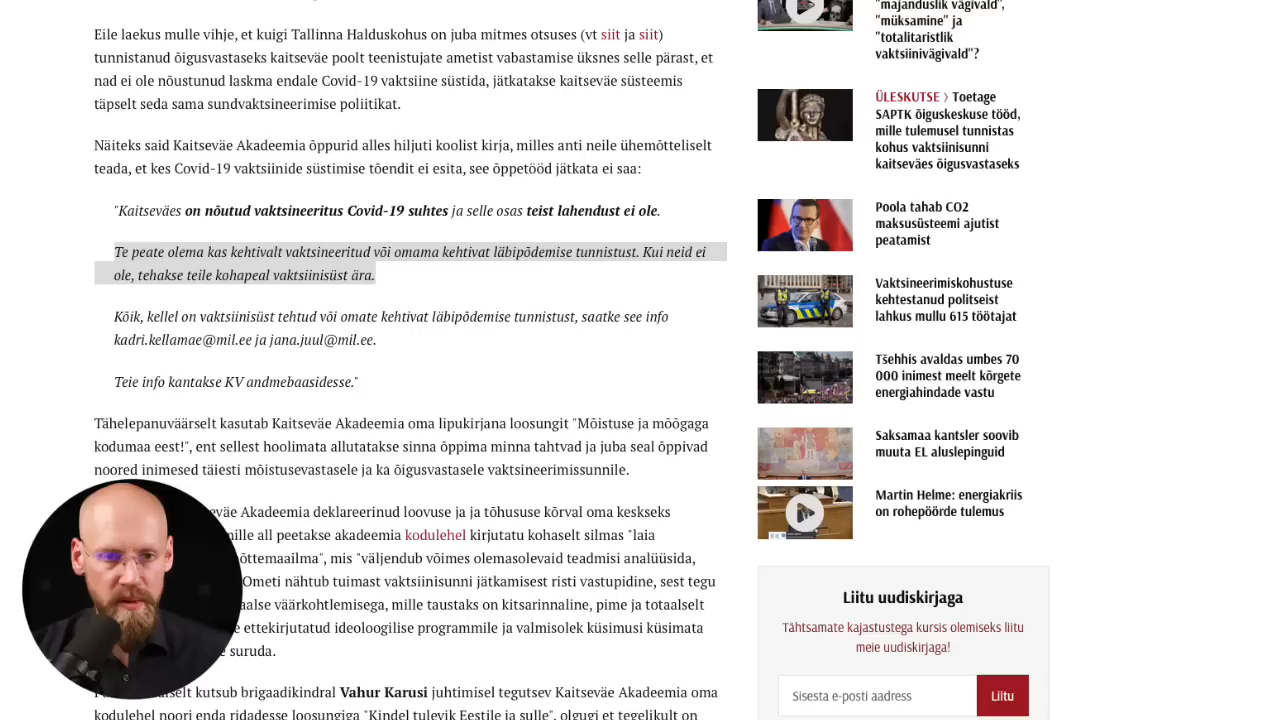 Eile laekus mulle vihje, et kuigi Tallinna Halduskohus on juba mitmes otsuses (vt siit ja siit)
tunnistanud õigusvastaseks kaitseväe poolt teenistujate ametist vabastamise üksnes selle pärast, et
nad ei ole nõustunud laskma endale Covid-19 vaktsiine süstida, jätkatakse kaitseväe süsteemis
täpselt seda sama sundvaktsineerimise poliitikat.
Näiteks said Kaitseväe Akadeemia õppurid alles hiljuti koolist kirja, milles anti neile ühemõtteliselt
teada, et kes Covid-19 vaktsiinide süstimise tõendit ei esita, see õppetööd jätkata ei saa:
"Kaitseväes on nõutud vaktsineeritus Covid-19 suhtes ja selle osas teist lahendust ei ole.
Te peate olema kas kehtivalt vaktsineeritud või omama kehtivat läbipõdemise tunnistust. Kui neid ei
ole, tehakse teile kohapeal vaktsiinisüst ära.
Kõik, kellel on vaktsiinisüst tehtud või omate kehtivat läbipõdemise tunnistust, saatke see info
kadri.kellamae@mil.ee ja jana.juul@mil.ee.
Teie info kantakse KV andmebaasidesse."
Tähelepanuväärselt kasutab Kaitseväe Akadeemia oma lipukirjana loosungit "Mõistuse ja mõõgaga
kodumaa eest!", ent sellest hoolimata allutatakse sinna õppima minna tahtvad ja juba seal õppivad
noored inimesed täiesti mõistusevastasele ja ka õigusvastasele vaktsineerimissunnile.
eväe Akadeemia deklareerinud loovuse ja ja tõhususe kõrval oma keskseks
mille all peetakse akadeemia kodulehel kirjutatu kohaselt silmas "laia
õttemaailma", mis "väljendub võimes olemasolevaid teadmisi analüüsida,
Ometi nähtub tuimast vaktsiinisunni jätkamisest risti vastupidine, sest tegu
aalse väärkohtlemisega, mille taustaks on kitsarinnaline, pime ja totaalselt
e ettekirjutatud ideoloogilise programmile ja valmisolek küsimusi küsimata
e suruda.
selt kutsub brigaadikindral Vahur Karusi juhtimisel tegutsev Kaitseväe Akadeemia oma
kodulehel noori enda ridadesse loosungiga "Kindel tulevik Eestile ja sulle", olgugi et tegelikult on
"majanduslik vägivald",
"müksamine" ja
"totalitaristlik
vaktsiinivägivald"?
ÜLESKUTSE › Toetage
SAPTK õiguskeskuse tööd,
mille tulemusel tunnistas
kohus vaktsiinisunni
kaitseväes õigusvastaseks
Poola tahab CO2
maksusüsteemi ajutist
peatamist
Vaktsineerimiskohustuse
kehtestanud politseist
lahkus mullu 615 töötajat
Tšehhis avaldas umbes 70
000 inimest meelt kõrgete
energiahindade vastu
Saksamaa kantsler soovib
muuta EL aluslepinguid
Martin Helme: energiakriis
on rohepöörde tulemus
Liitu uudiskirjaga
Tähtsamate kajastustega kursis olemiseks liitu
meie uudiskirjaga!
Sisesta e-posti aadress
Liitu